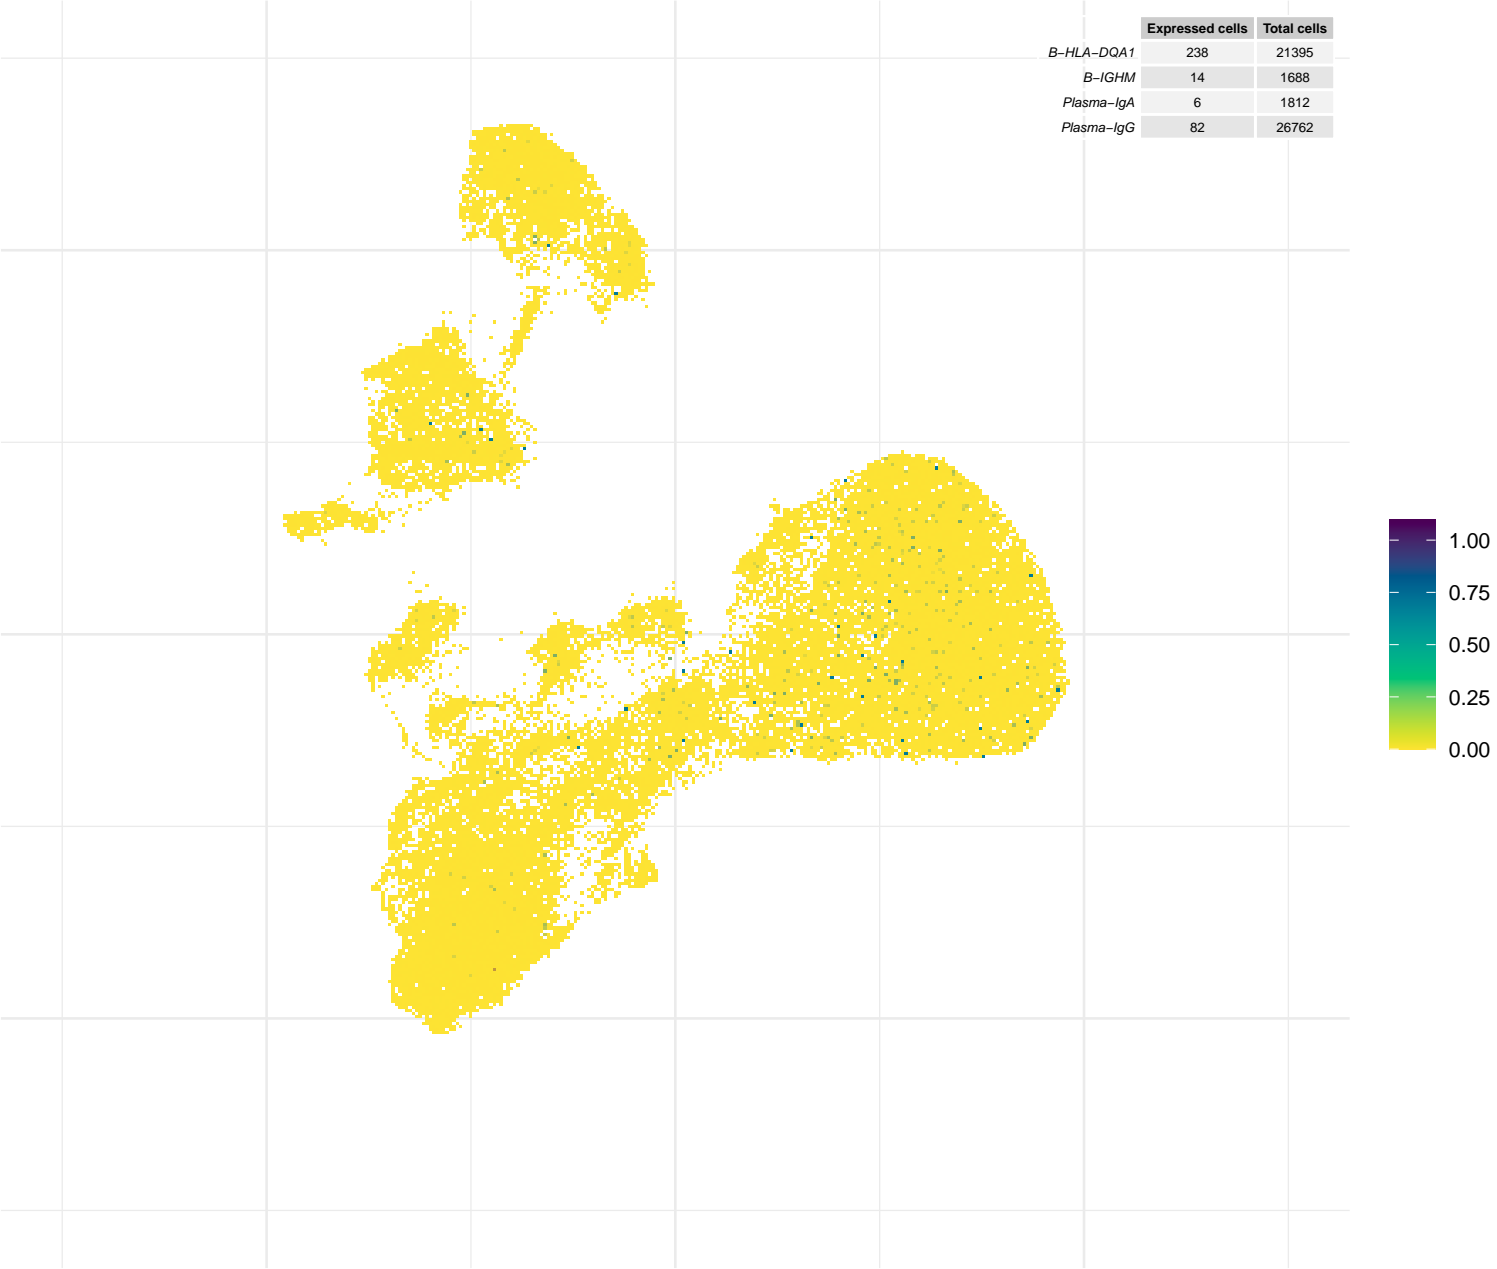 Expressed cells Total cells
B−HLA−DQA1 238 21395
B−IGHM 14 1688
Plasma−IgA 6 1812
Plasma−IgG 82 26762
1.00
0.75
0.50
0.25
0.00